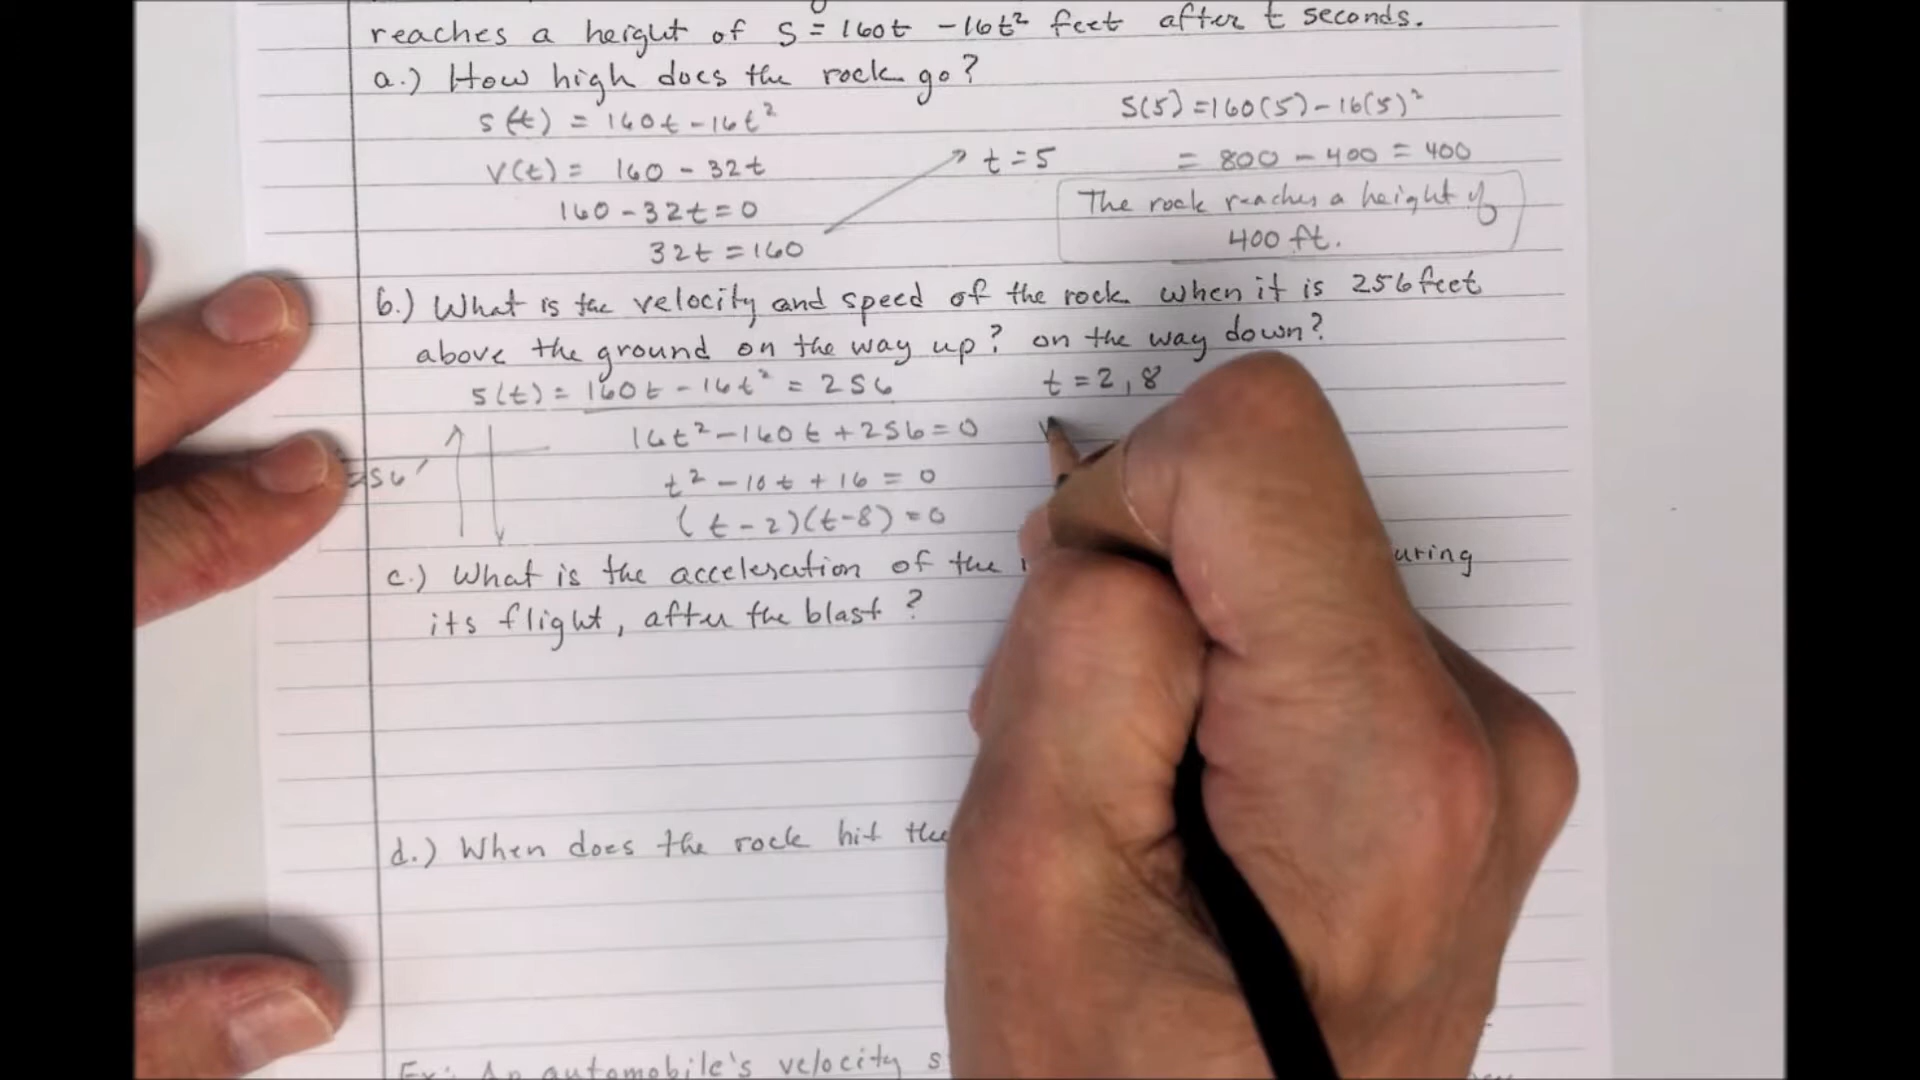 reaches a height of s = 160t - 16t² feet after t seconds.
a.) How high does the rock go?
s(t) = 160t - 16t²
v(t) = 160 - 32t
160 - 32t = 0
32t = 160
t = 5
s(5) = 160(5) - 16(5)²
= 800 - 400 = 400
The rock reaches a height of
400 ft.
b.) What is the velocity and speed of the rock when it is 256 feet
above the ground on the way up? on the way down?
s(t) = 160t - 16t² = 256
16t² - 160t + 256 = 0
t² - 10t + 16 = 0
(t - 2)(t - 8) = 0
256'
t = 2, 8
c.) What is the acceleration of the uring
its flight, after the blast?
d.) When does the rock hit the
Ex: An automobile's velocity s